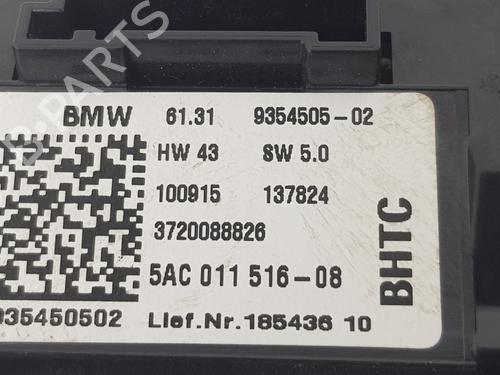 BMW 61.31 9354505-02
HW 43 SW 5.0
100915 137824
3720088826
5AC 011 516-08
935450502 Lief.Nr.185436 10
BHTC
B-PARTS